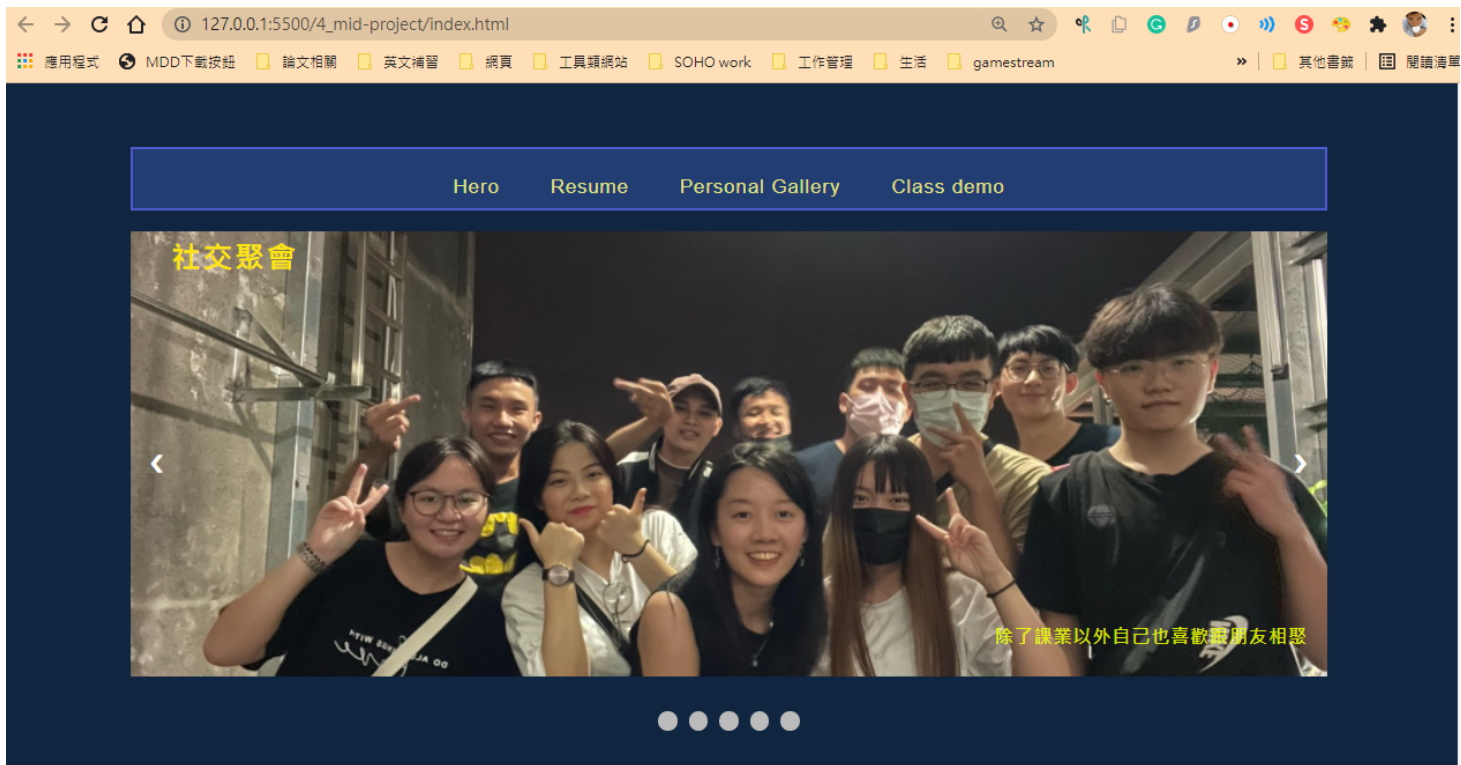 127.0.0.1:5500/4_mid-project/index.html
應用程式 MDD下載按鈕 論文相關 英文補習 網頁 工具類網站 SOHO work 工作管理 生活 gamestream » 其他書籤 閱讀清單
Hero Resume Personal Gallery Class demo
社交聚會
‹ ›
除了課業以外自己也喜歡跟朋友相聚